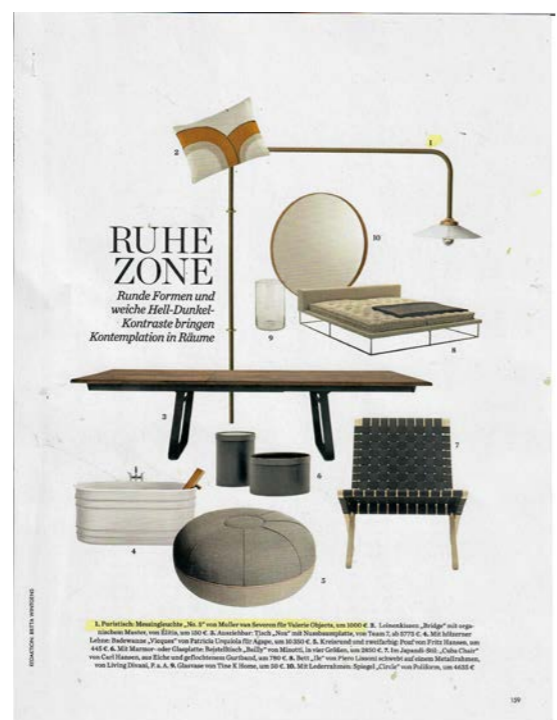 1
2
10
RUHE
ZONE
Runde Formen und
weiche Hell-Dunkel-
Kontraste bringen
Kontemplation in Räume
9
8
3
7
6
4
5
1. Puristisch: Messingleuchte „No. 5“ von Muller van Severen für Valerie Objects, um 1000 €. 2. Leinenkissen „Bridge“ mit orga-
nischem Muster, von Élitis, um 150 €. 3. Ausziehbar: Tisch „Nox“ mit Nussbaumplatte, von Team 7, ab 5775 €. 4. Mit hölzerner
Lehne: Badewanne „Vieques“ von Patricia Urquiola für Agape, um 10 350 €. 5. Kreisrund und zweifarbig: Pouf von Fritz Hansen, um
445 €. 6. Mit Marmor- oder Glasplatte: Beistelltisch „Bailly“ von Minotti, in vier Größen, um 2850 €. 7. Im Japandi-Stil: „Cuba Chair“
von Carl Hansen, aus Eiche und geflochtenem Gurtband, um 780 €. 8. Bett „Ile“ von Piero Lissoni schwebt auf einem Metallrahmen,
von Living Divani, P. a. A. 9. Glasvase von Tine K Home, um 50 €. 10. Mit Lederrahmen: Spiegel „Circle“ von Poliform, um 4655 €
REDAKTION: BRITTA
159